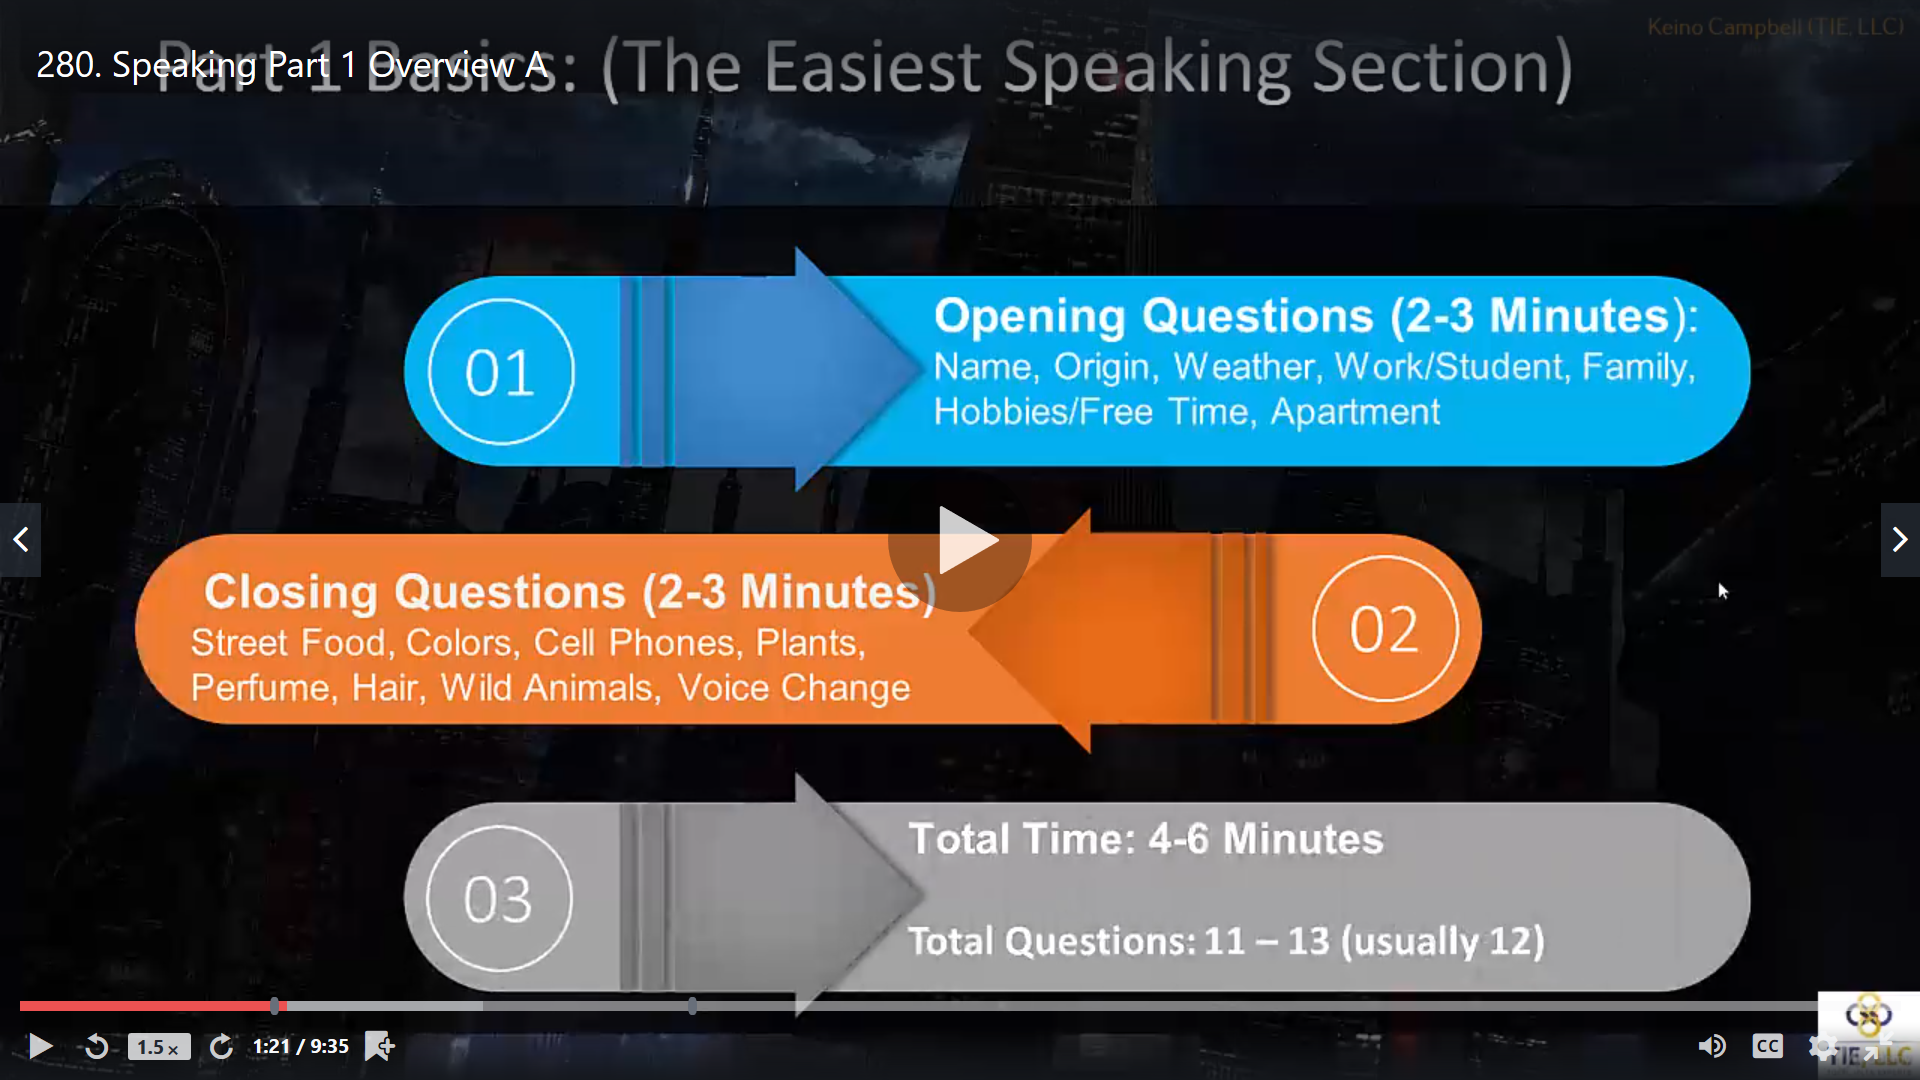 Keino Campbell (TIE, LLC)
280. Speaking Part 1 Overview A
Part 1 Basics: (The Easiest Speaking Section)
01
Opening Questions (2-3 Minutes):
Name, Origin, Weather, Work/Student, Family,
Hobbies/Free Time, Apartment
Closing Questions (2-3 Minutes)
Street Food, Colors, Cell Phones, Plants,
Perfume, Hair, Wild Animals, Voice Change
02
03
Total Time: 4-6 Minutes
Total Questions: 11 – 13 (usually 12)
1.5 x
1:21 / 9:35
CC
TIE, LLC